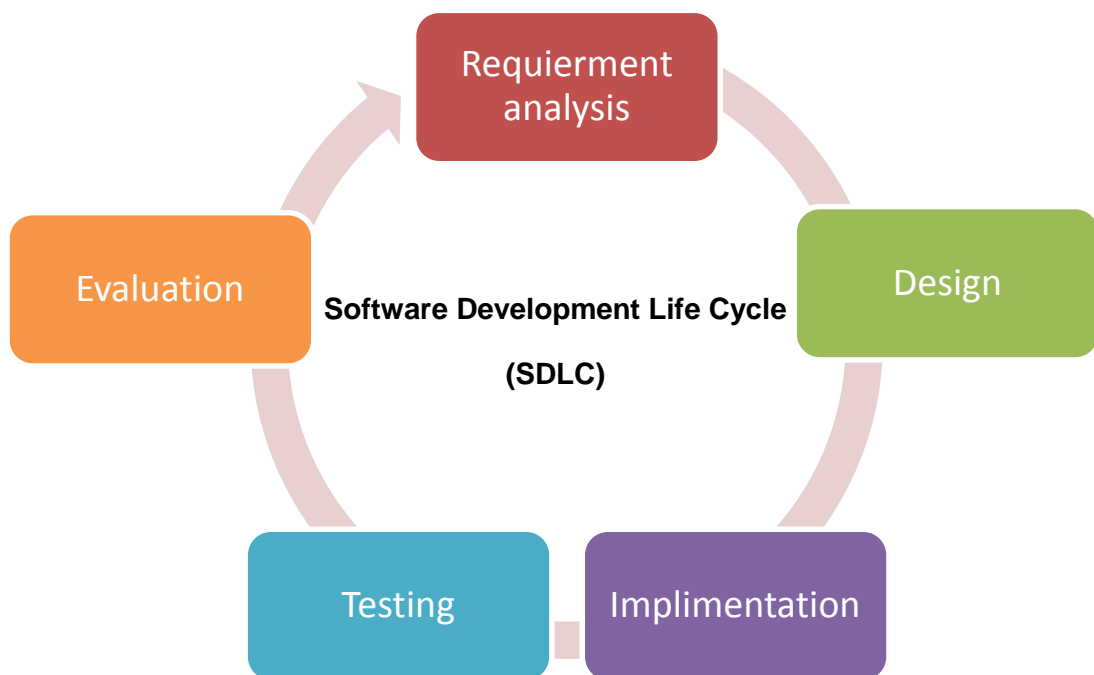 Requierment
analysis
Design
Evaluation
Software Development Life Cycle
(SDLC)
Testing
Implimentation